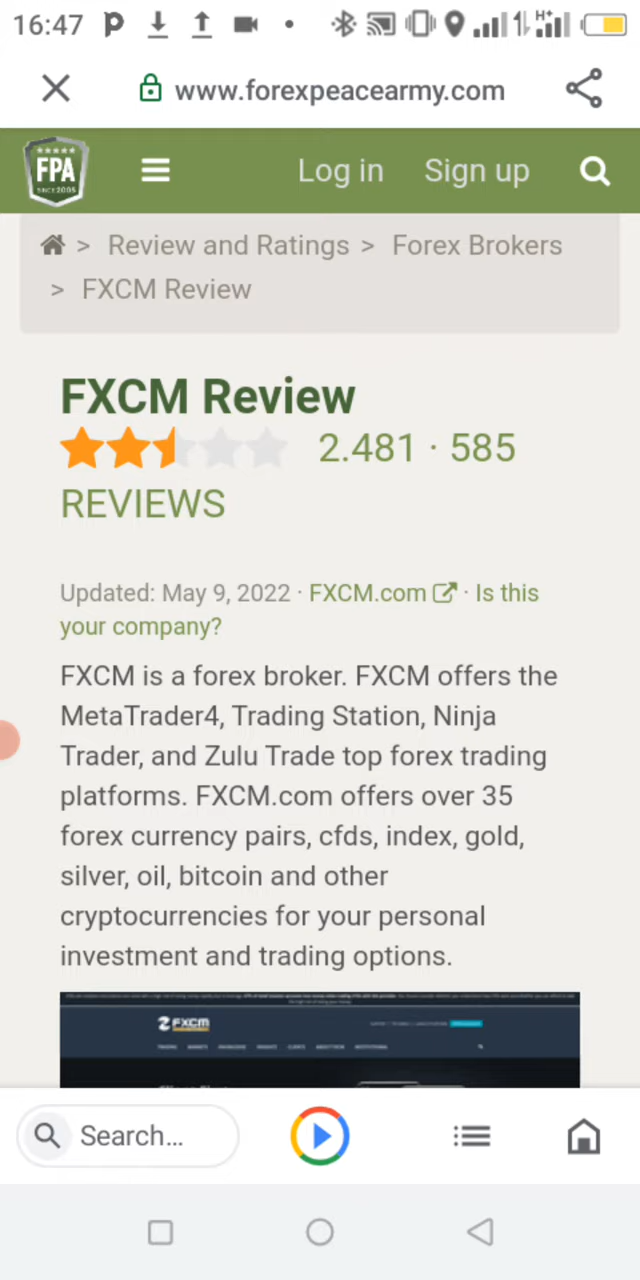 16:47
H+
www.forexpeacearmy.com
FPA
SINCE 2005
Log in Sign up
> Review and Ratings > Forex Brokers
> FXCM Review
FXCM Review
2.481 · 585
REVIEWS
Updated: May 9, 2022 · FXCM.com · Is this
your company?
FXCM is a forex broker. FXCM offers the
MetaTrader4, Trading Station, Ninja
Trader, and Zulu Trade top forex trading
platforms. FXCM.com offers over 35
forex currency pairs, cfds, index, gold,
silver, oil, bitcoin and other
cryptocurrencies for your personal
investment and trading options.
FXCM
Search...